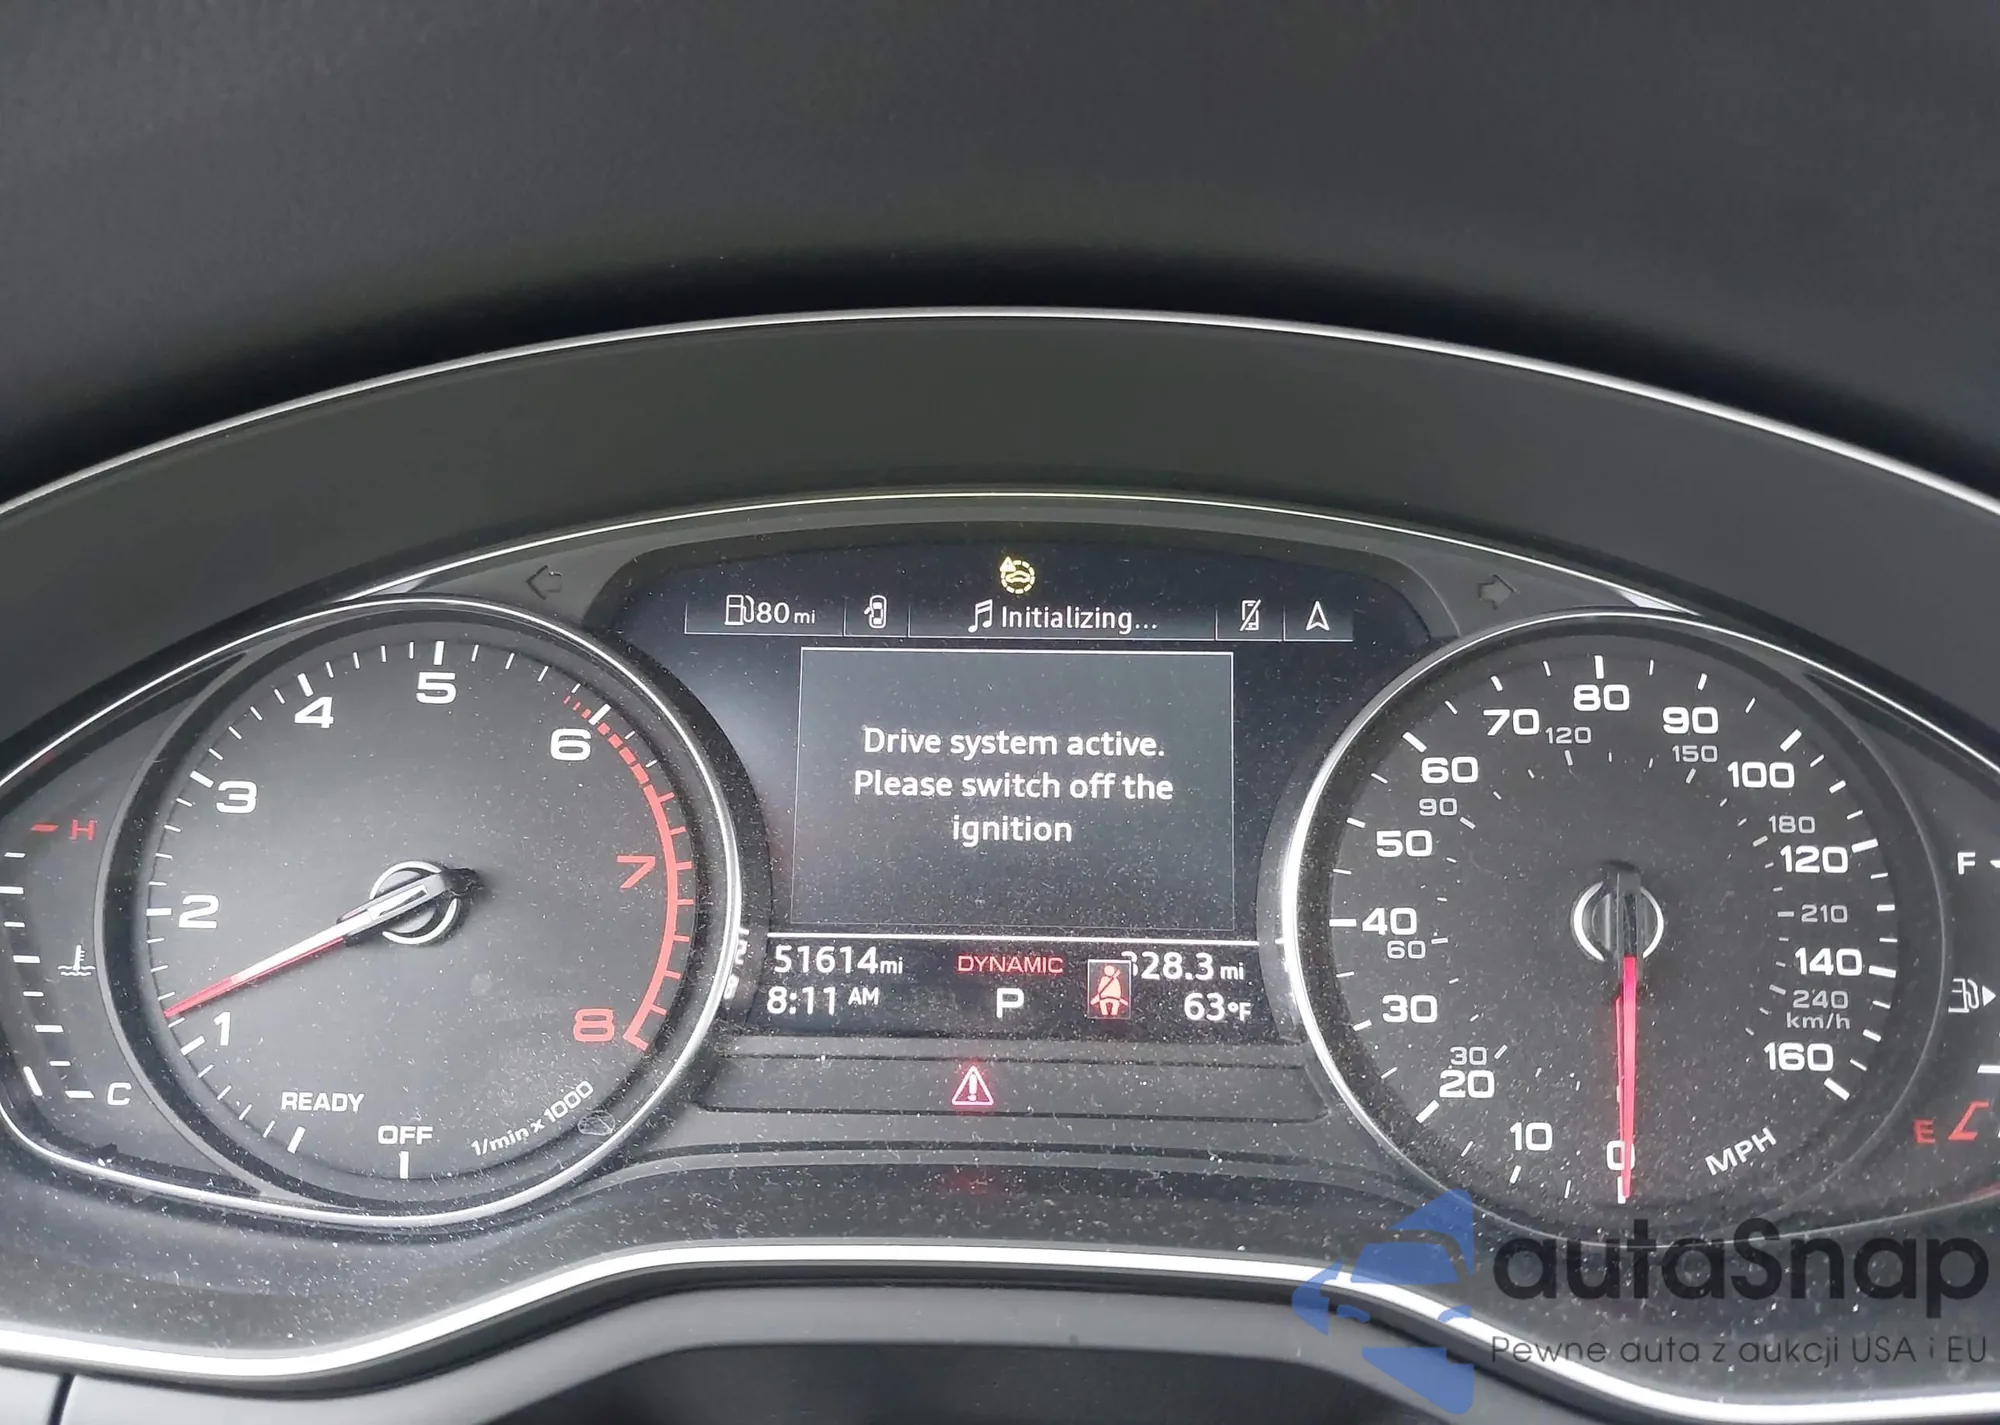 80 mi
Initializing...
Drive system active.
Please switch off the
ignition
51614mi
DYNAMIC
328.3 mi
8:11 AM
P
63°F
H
C
1
2
3
4
5
6
7
8
READY
OFF
1/min x 1000
0
10
20
30
40
50
60
70
80
90
100
120
140
160
30
60
90
120
150
180
210
240
km/h
MPH
F
E
autaSnap
Pewne auta z aukcji USA i EU